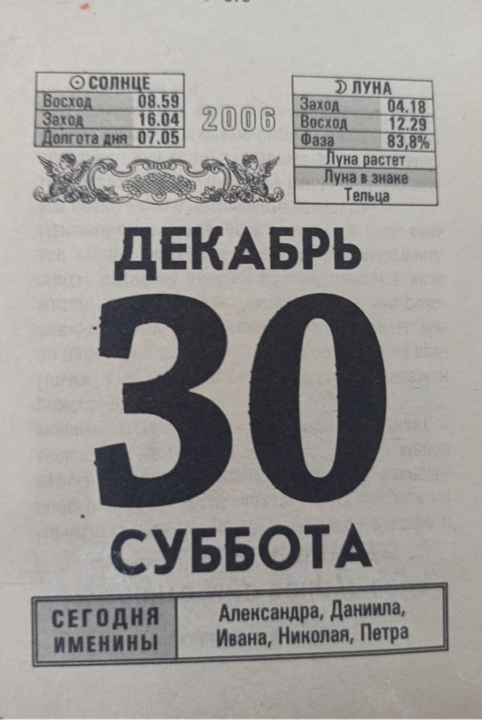 СОЛНЦЕ
Восход 08.59
Заход 16.04
Долгота дня 07.05
2006
ЛУНА
Заход 04.18
Восход 12.29
Фаза 83,8%
Луна растет
Луна в знаке
Тельца
ДЕКАБРЬ
30
СУББОТА
СЕГОДНЯ
ИМЕНИНЫ
Александра, Даниила,
Ивана, Николая, Петра